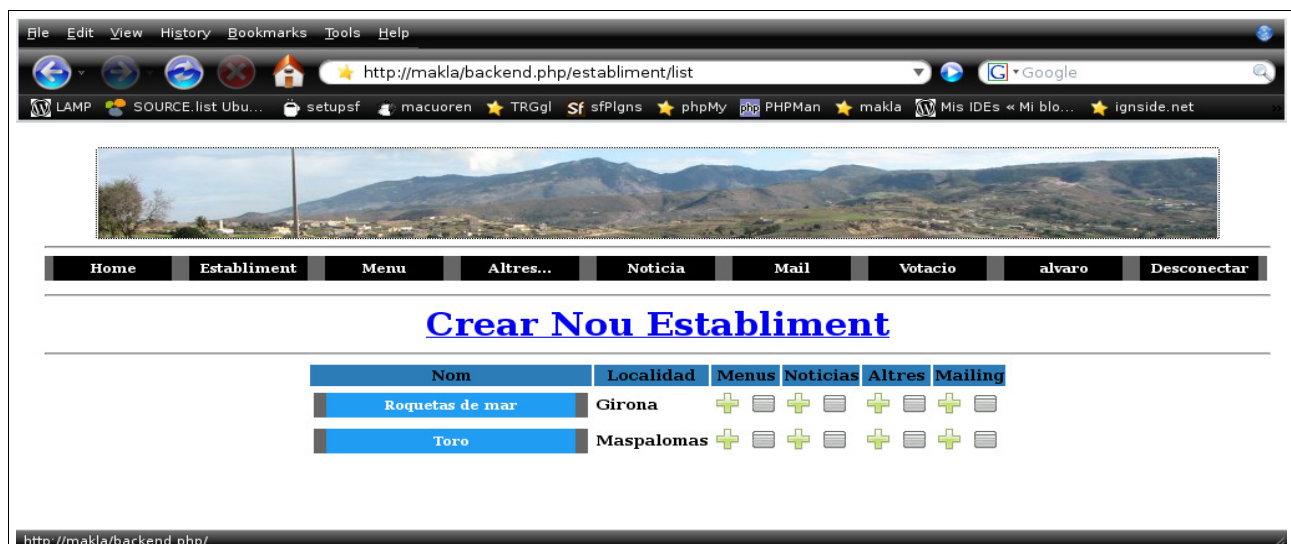 File Edit View History Bookmarks Tools Help
http://makla/backend.php/establiment/list
G Google
LAMP SOURCE.list Ubu... setupsf macuoren TRGgl Sf sfPlgns phpMy php PHPMan makla Mis IDEs « Mi blo... ignside.net »
Home Establiment Menu Altres... Noticia Mail Votacio alvaro Desconectar
Crear Nou Establiment
Nom Localidad Menus Noticias Altres Mailing
Roquetas de mar Girona
Toro Maspalomas
http://makla/backend.php/